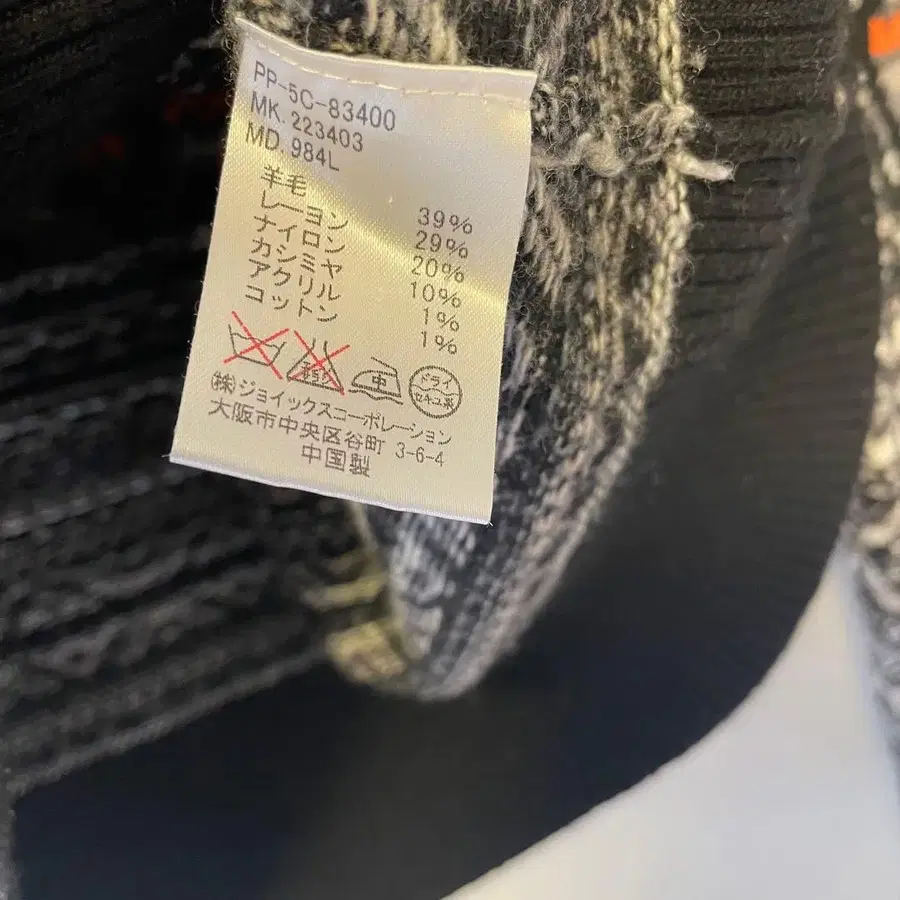 PP-5C-83400
MK.223403
MD.984L
羊毛 39%
レーヨン 29%
ナイロン 20%
カシミヤ 10%
アクリル 1%
コットン 1%
中
ドライ
セキユ系
㈱ジョイックスコーポレーション
大阪市中央区谷町 3-6-4
中国製